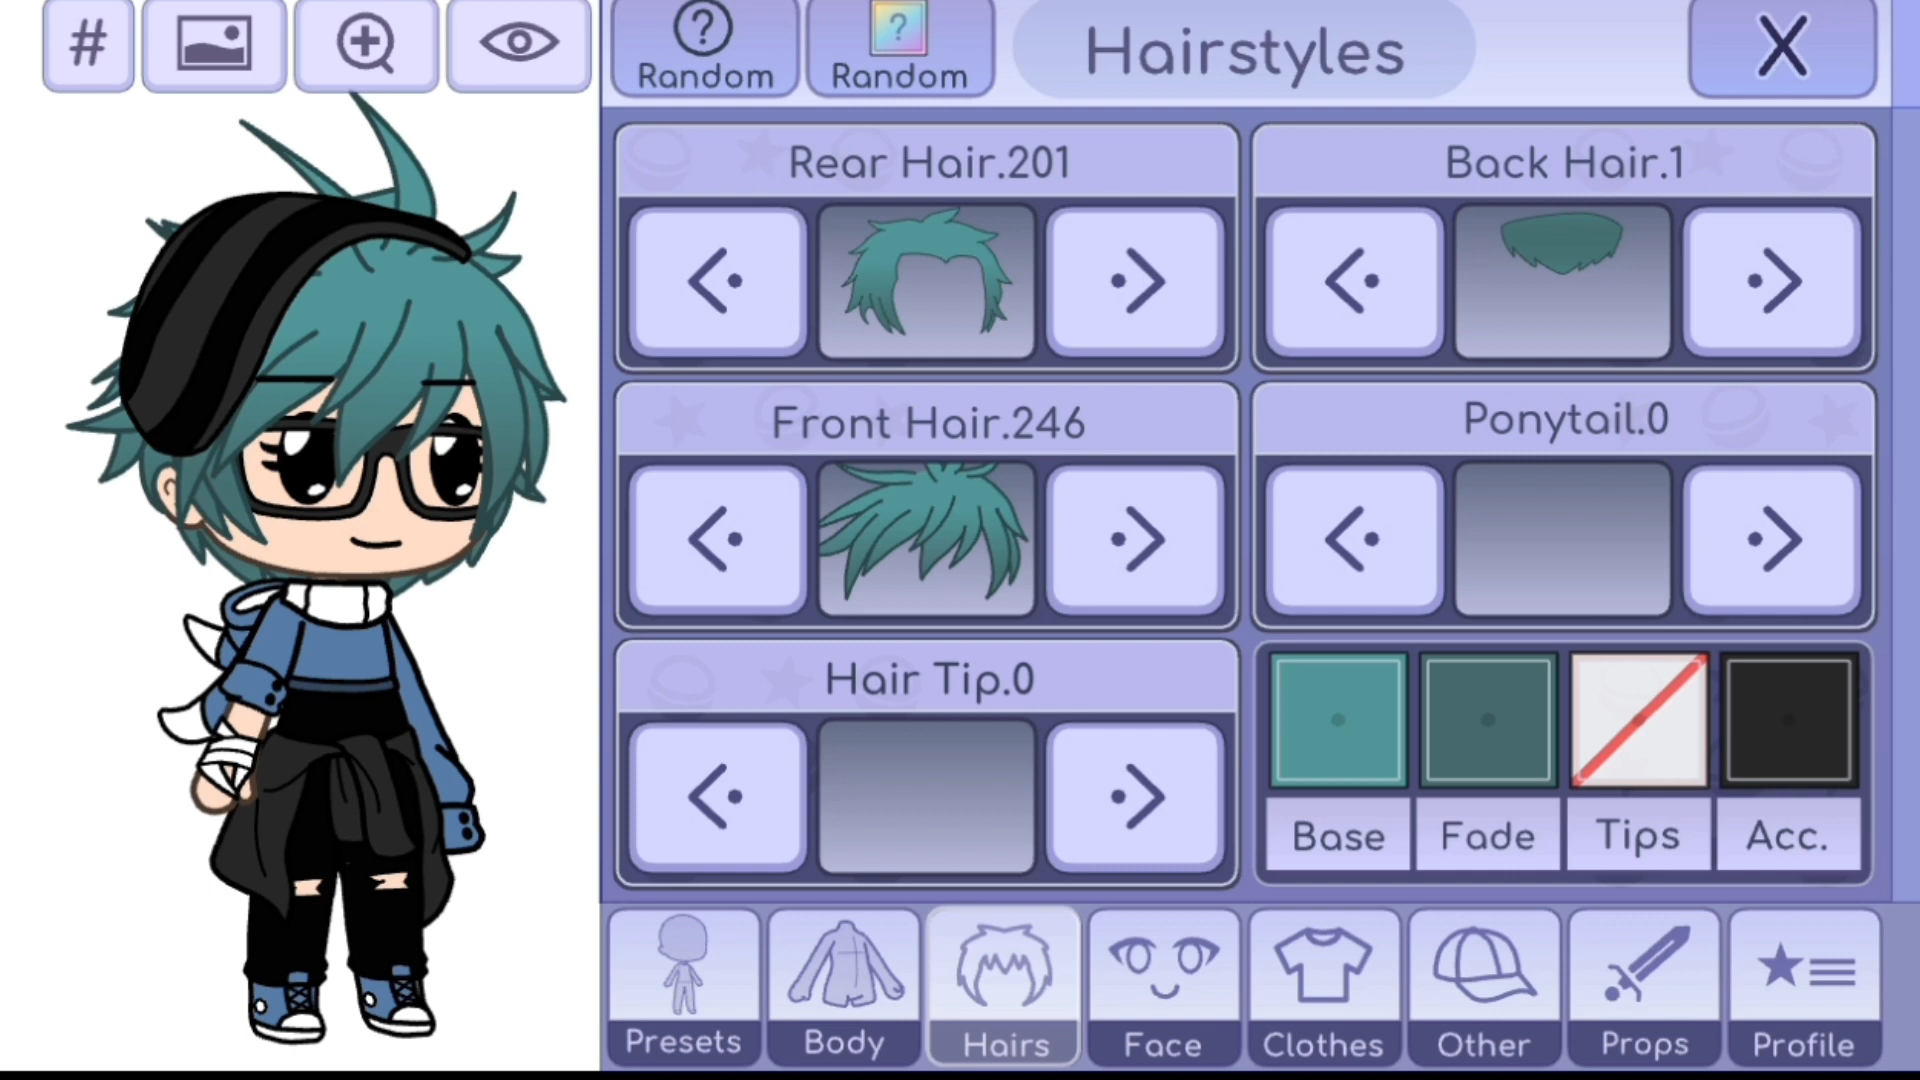 #
? ?
Random Random Hairstyles X
Rear Hair.201 Back Hair.1
Front Hair.246 Ponytail.0
Hair Tip.0
Base Fade Tips Acc.
Presets Body Hairs Face Clothes Other Props Profile